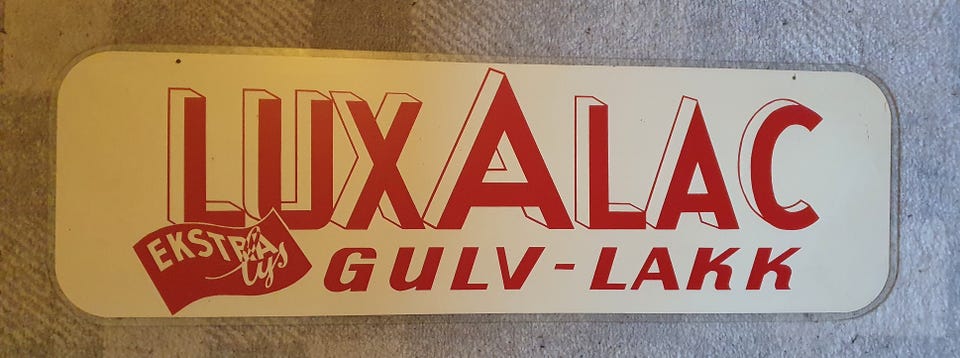 LUXALAC
EKSTRA
lys
GULV-LAKK